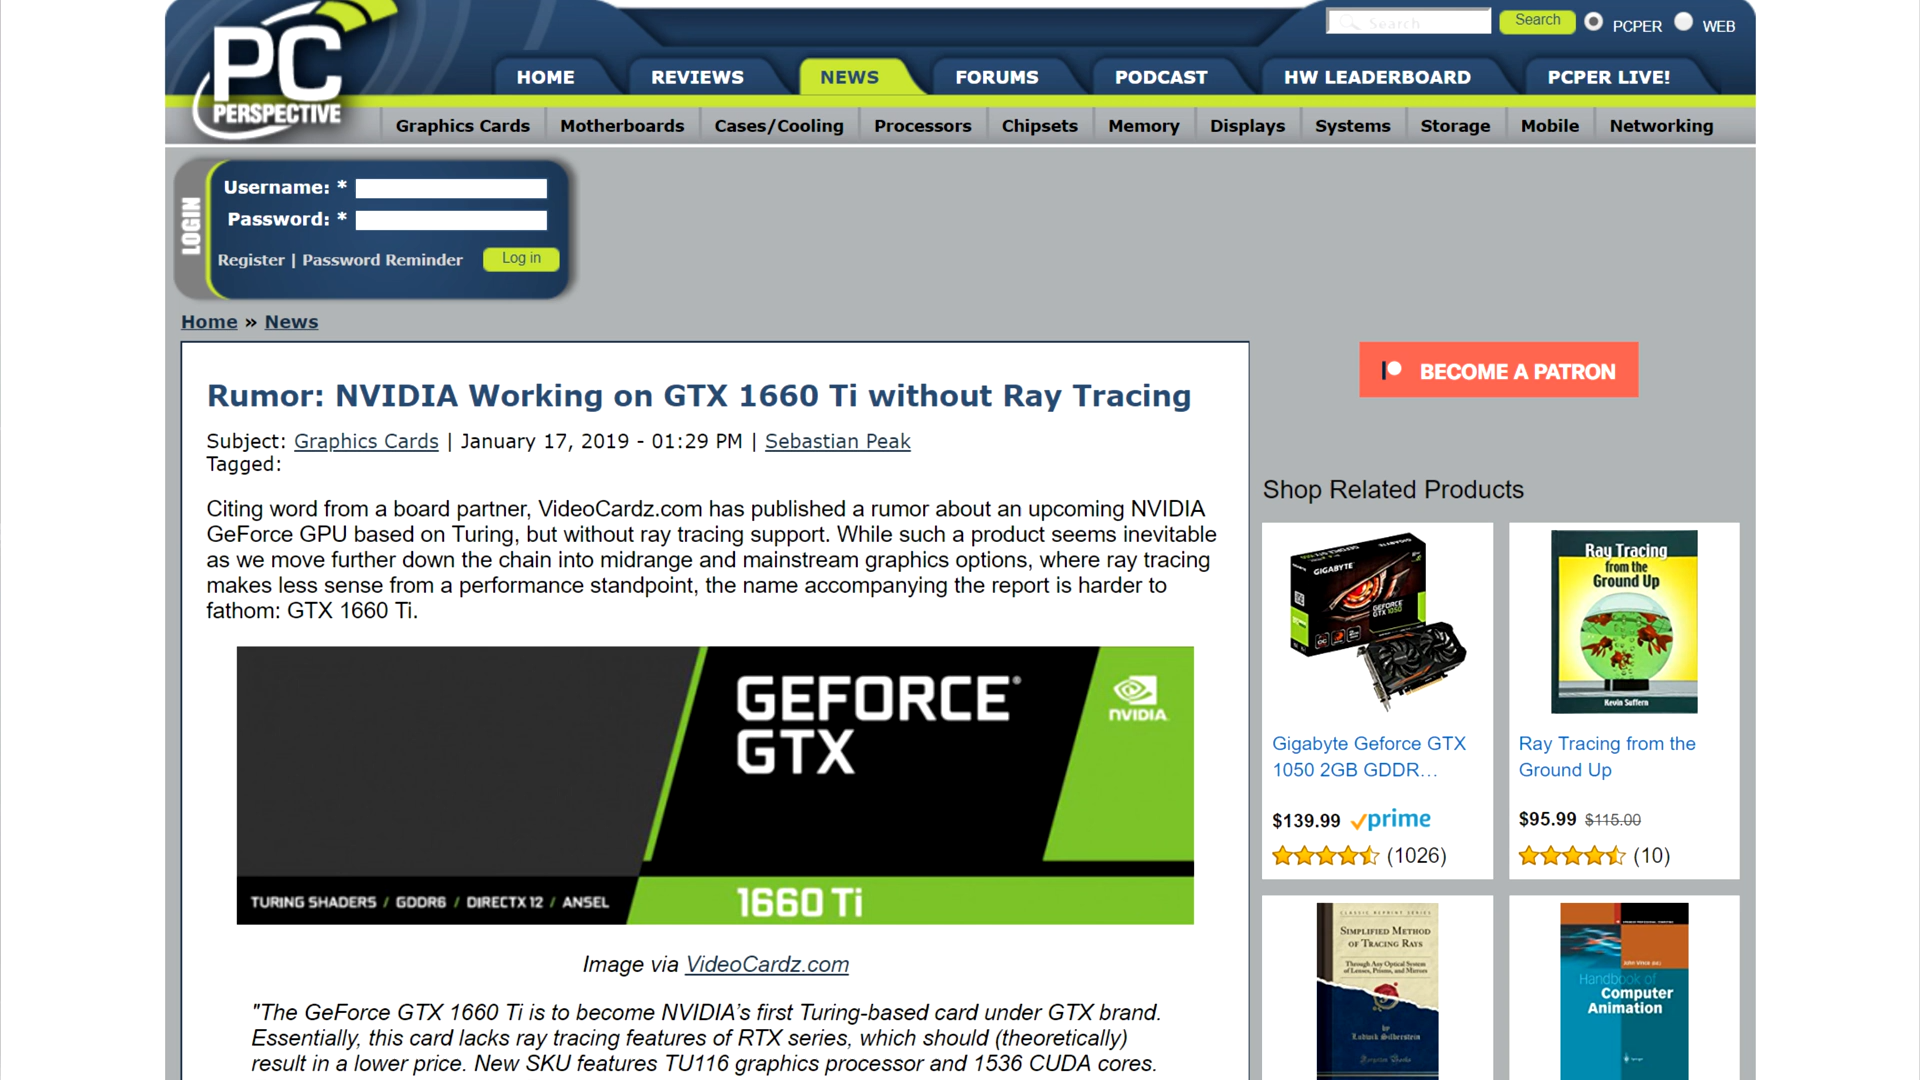 PC
PERSPECTIVE
Search
Search
PCPER
WEB
HOME
REVIEWS
NEWS
FORUMS
PODCAST
HW LEADERBOARD
PCPER LIVE!
Graphics Cards
Motherboards
Cases/Cooling
Processors
Chipsets
Memory
Displays
Systems
Storage
Mobile
Networking
LOGIN
Username: *
Password: *
Register | Password Reminder
Log in
Home » News
Rumor: NVIDIA Working on GTX 1660 Ti without Ray Tracing
Subject: Graphics Cards | January 17, 2019 - 01:29 PM | Sebastian Peak
Tagged:
Citing word from a board partner, VideoCardz.com has published a rumor about an upcoming NVIDIA
GeForce GPU based on Turing, but without ray tracing support. While such a product seems inevitable
as we move further down the chain into midrange and mainstream graphics options, where ray tracing
makes less sense from a performance standpoint, the name accompanying the report is harder to
fathom: GTX 1660 Ti.
GEFORCE®
GTX
NVIDIA
TURING SHADERS / GDDR6 / DIRECTX 12 / ANSEL
1660 Ti
Image via VideoCardz.com
"The GeForce GTX 1660 Ti is to become NVIDIA's first Turing-based card under GTX brand.
Essentially, this card lacks ray tracing features of RTX series, which should (theoretically)
result in a lower price. New SKU features TU116 graphics processor and 1536 CUDA cores.
BECOME A PATRON
Shop Related Products
GIGABYTE
GEFORCE
GTX 1050
Gigabyte Geforce GTX
1050 2GB GDDR…
$139.99 prime
(1026)
Ray Tracing
from the
Ground Up
Kevin Suffern
Ray Tracing from the
Ground Up
$95.99 $115.00
(10)
CLASSIC REPRINT SERIES
SIMPLIFIED METHOD
OF TRACING RAYS
Through Any Optical System
of Lenses, Prisms, and Mirrors
by
Ludwik Silberstein
Forgotten Books
John Vince
Handbook of
Computer
Animation
Springer